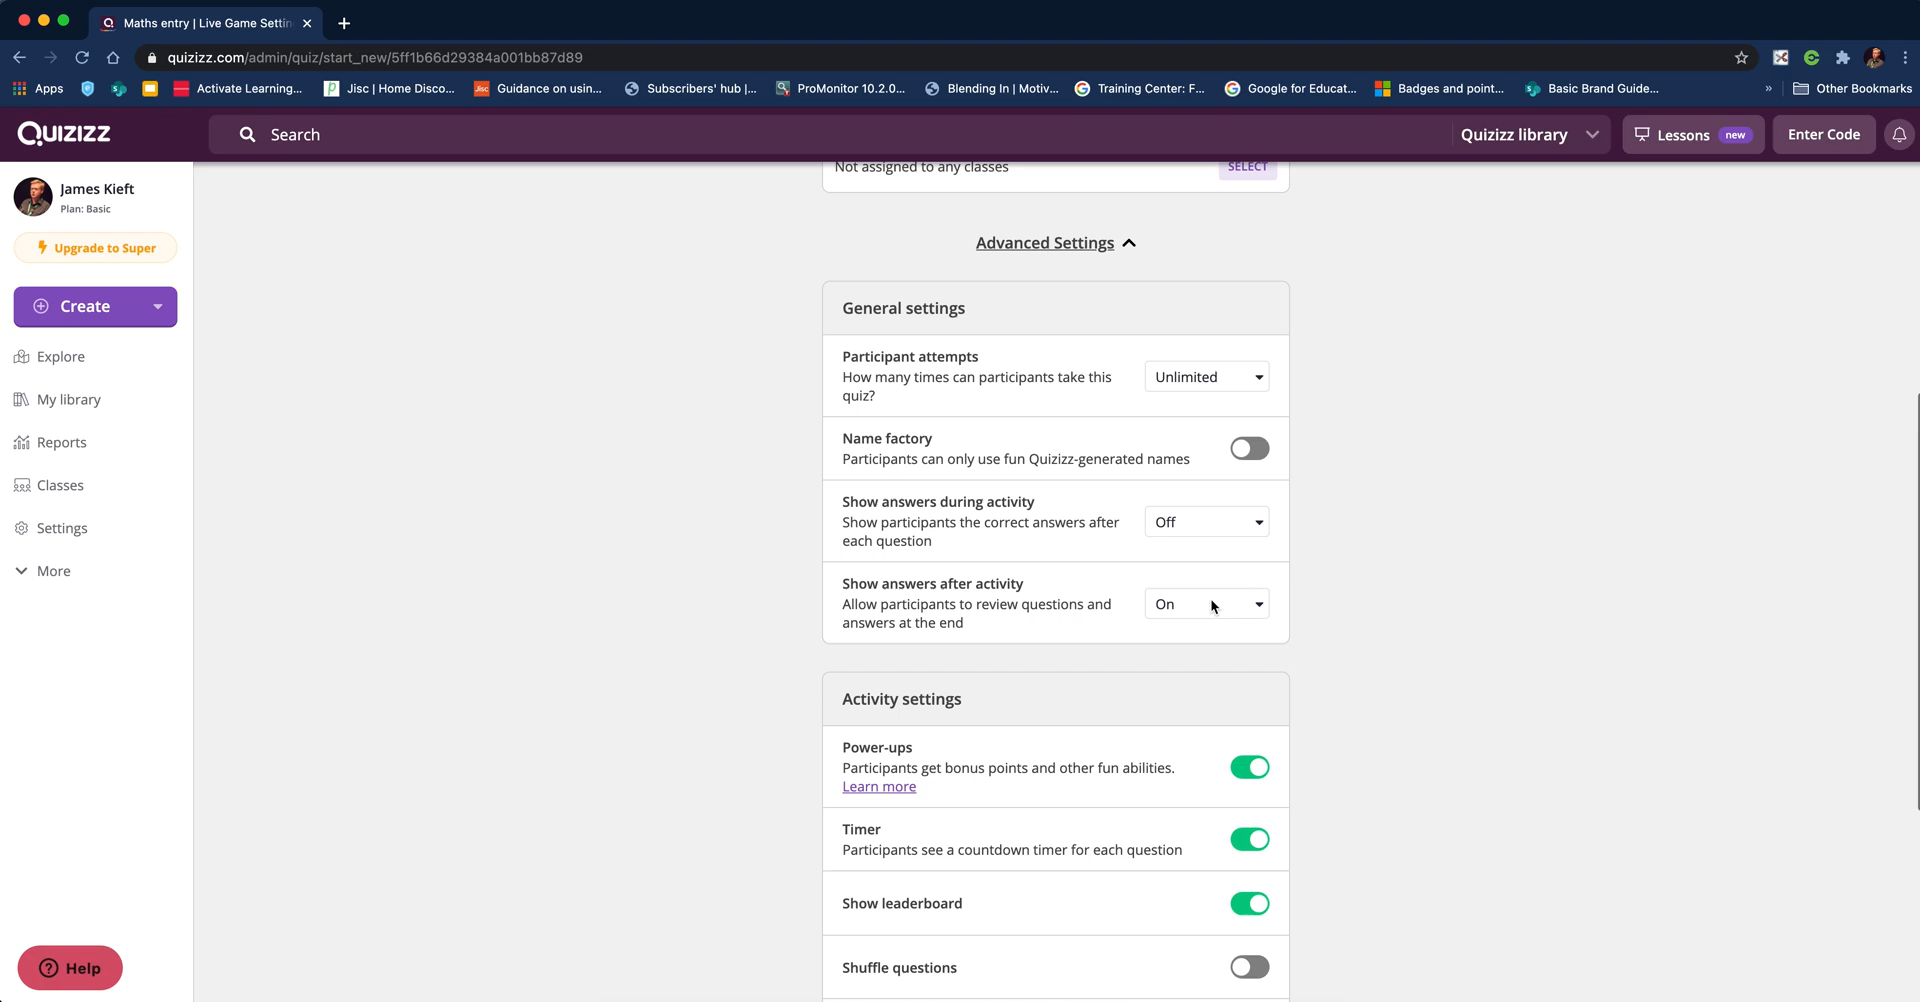 Maths entry | Live Game Settin
quizizz.com/admin/quiz/start_new/5ff1b66d29384a001bb87d89
Apps
Activate Learning...
Jisc | Home Disco...
Jisc
Guidance on usin...
Subscribers' hub |...
ProMonitor 10.2.0...
Blending In | Motiv...
Training Center: F...
Google for Educat...
Badges and point...
Basic Brand Guide...
»
Other Bookmarks
QUIZIZZ
Search
Quizizz library
Lessons new
Enter Code
James Kieft
Plan: Basic
Upgrade to Super
Create
Explore
My library
Reports
Classes
Settings
More
Help
Not assigned to any classes
SELECT
Advanced Settings
General settings
Participant attempts
How many times can participants take this
quiz?
Unlimited
Name factory
Participants can only use fun Quizizz-generated names
Show answers during activity
Show participants the correct answers after
each question
Off
Show answers after activity
Allow participants to review questions and
answers at the end
On
Activity settings
Power-ups
Participants get bonus points and other fun abilities.
Learn more
Timer
Participants see a countdown timer for each question
Show leaderboard
Shuffle questions